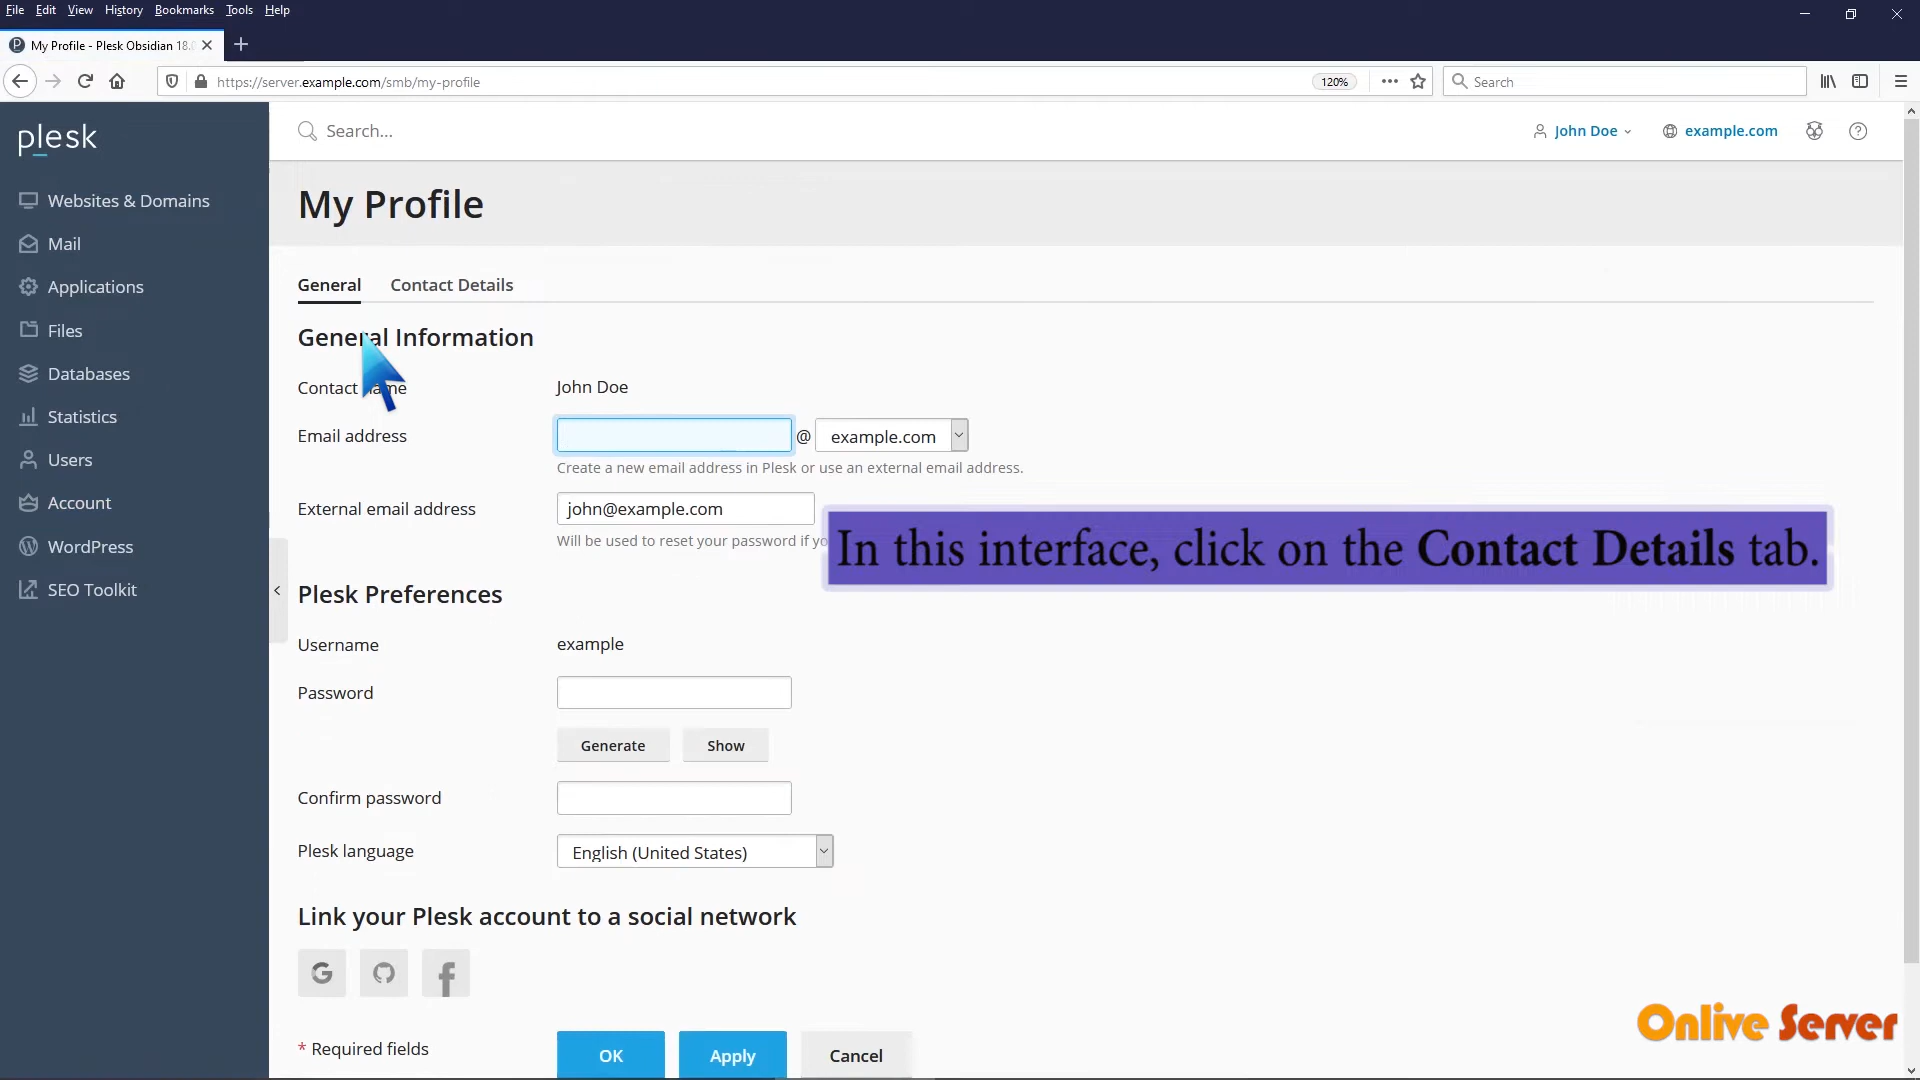 File Edit View History Bookmarks Tools Help
My Profile - Plesk Obsidian 18.0
https://server.example.com/smb/my-profile
120%
Search
plesk
Search...
John Doe
example.com
Websites & Domains
Mail
Applications
Files
Databases
Statistics
Users
Account
WordPress
SEO Toolkit
My Profile
General Contact Details
General Information
Contact name John Doe
Email address @ example.com
Create a new email address in Plesk or use an external email address.
External email address john@example.com
Will be used to reset your password if yo
In this interface, click on the Contact Details tab.
Plesk Preferences
Username example
Password
Generate Show
Confirm password
Plesk language English (United States)
Link your Plesk account to a social network
* Required fields OK Apply Cancel
Onlive Server